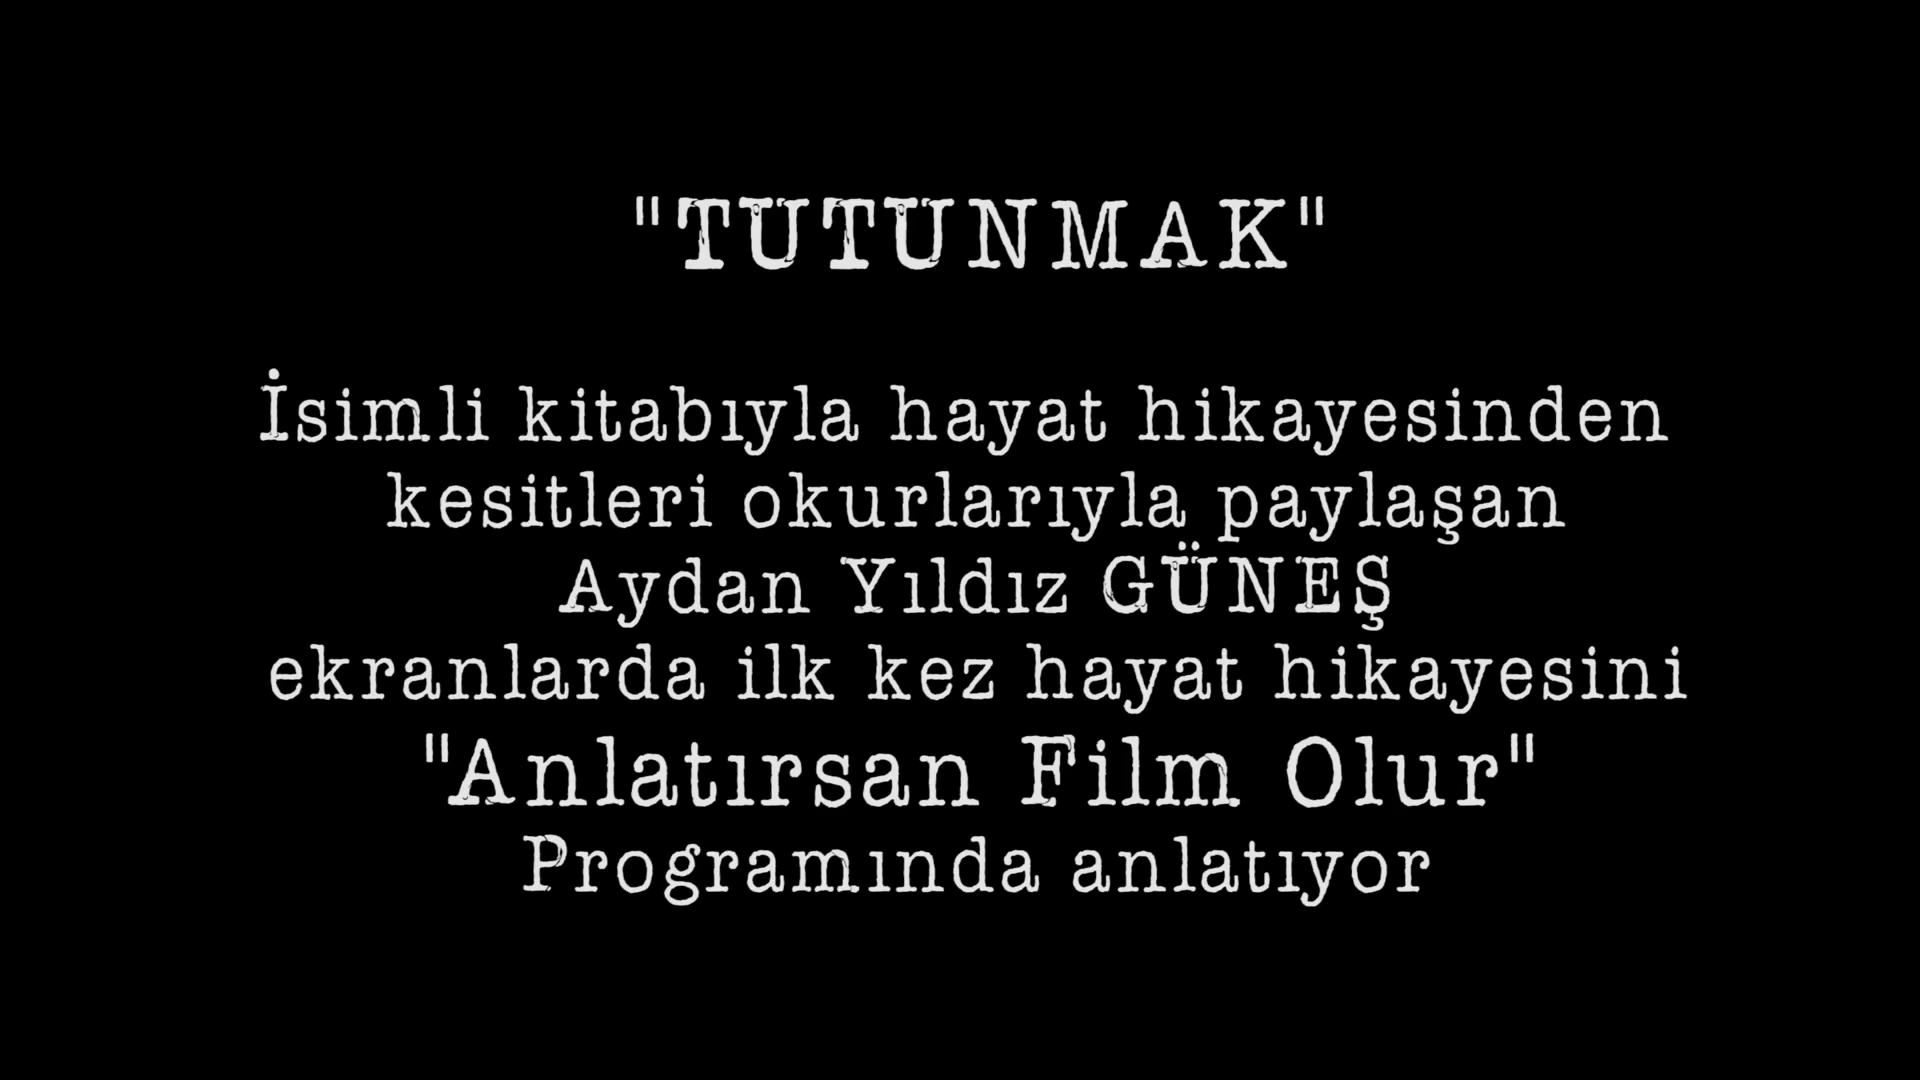 "TUTUNMAK"
İsimli kitabıyla hayat hikayesinden
kesitleri okurlarıyla paylaşan
Aydan Yıldız GÜNEŞ
ekranlarda ilk kez hayat hikayesini
"Anlatırsan Film Olur"
Programında anlatıyor